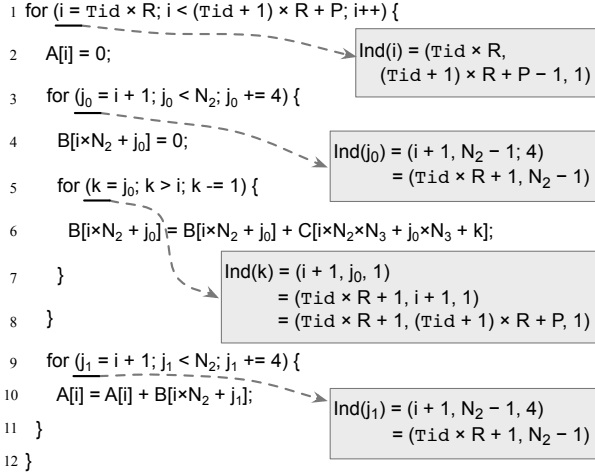 1 for (i = Tid × R; i < (Tid + 1) × R + P; i++) {
Ind(i) = (Tid × R,
(Tid + 1) × R + P − 1, 1)
2 A[i] = 0;
3 for (j₀ = i + 1; j₀ < N₂; j₀ += 4) {
4 B[i×N₂ + j₀] = 0;
Ind(j₀) = (i + 1, N₂ − 1; 4)
= (Tid × R + 1, N₂ − 1)
5 for (k = j₀; k > i; k -= 1) {
6 B[i×N₂ + j₀] = B[i×N₂ + j₀] + C[i×N₂×N₃ + j₀×N₃ + k];
7 }
Ind(k) = (i + 1, j₀, 1)
= (Tid × R + 1, i + 1, 1)
= (Tid × R + 1, (Tid + 1) × R + P, 1)
8 }
9 for (j₁ = i + 1; j₁ < N₂; j₁ += 4) {
10 A[i] = A[i] + B[i×N₂ + j₁];
Ind(j₁) = (i + 1, N₂ − 1, 4)
= (Tid × R + 1, N₂ − 1)
11 }
12 }